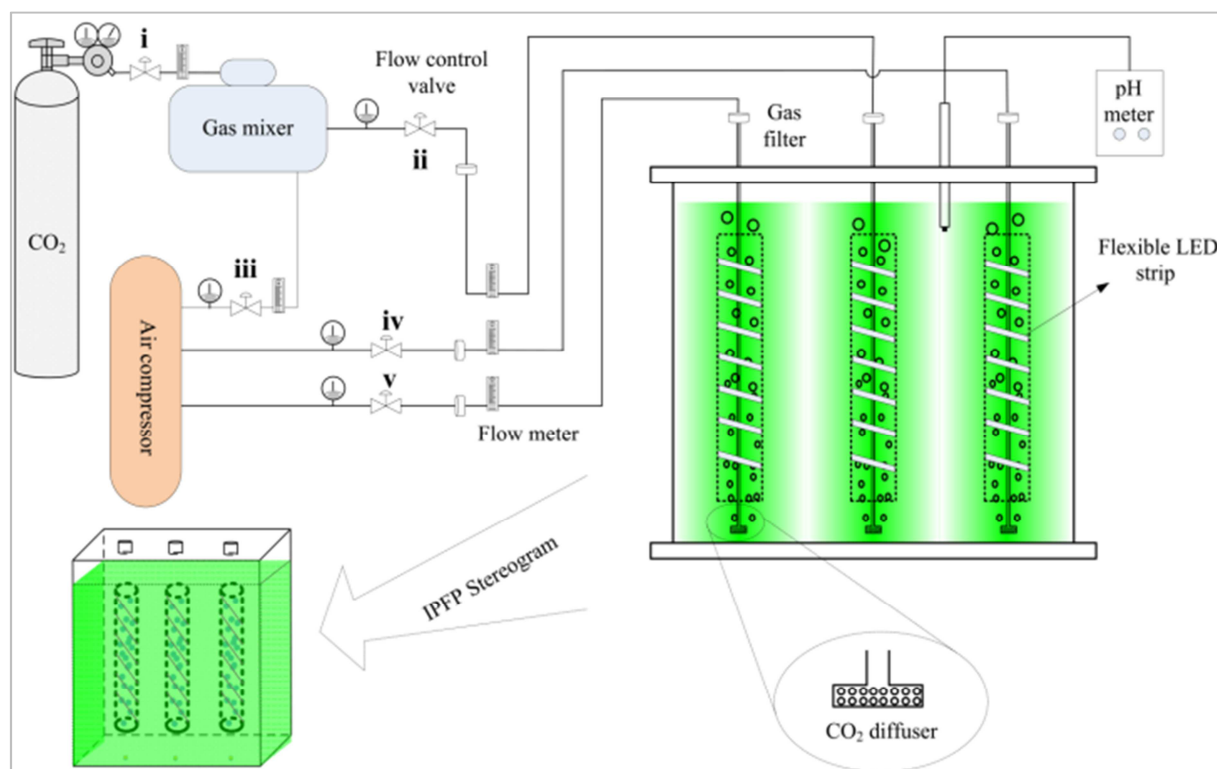 i
Flow control
valve
Gas mixer
ii
Gas
filter
pH
meter
CO₂
iii
Flexible LED
strip
Air compressor
iv
v
Flow meter
IPFP Stereogram
CO₂ diffuser